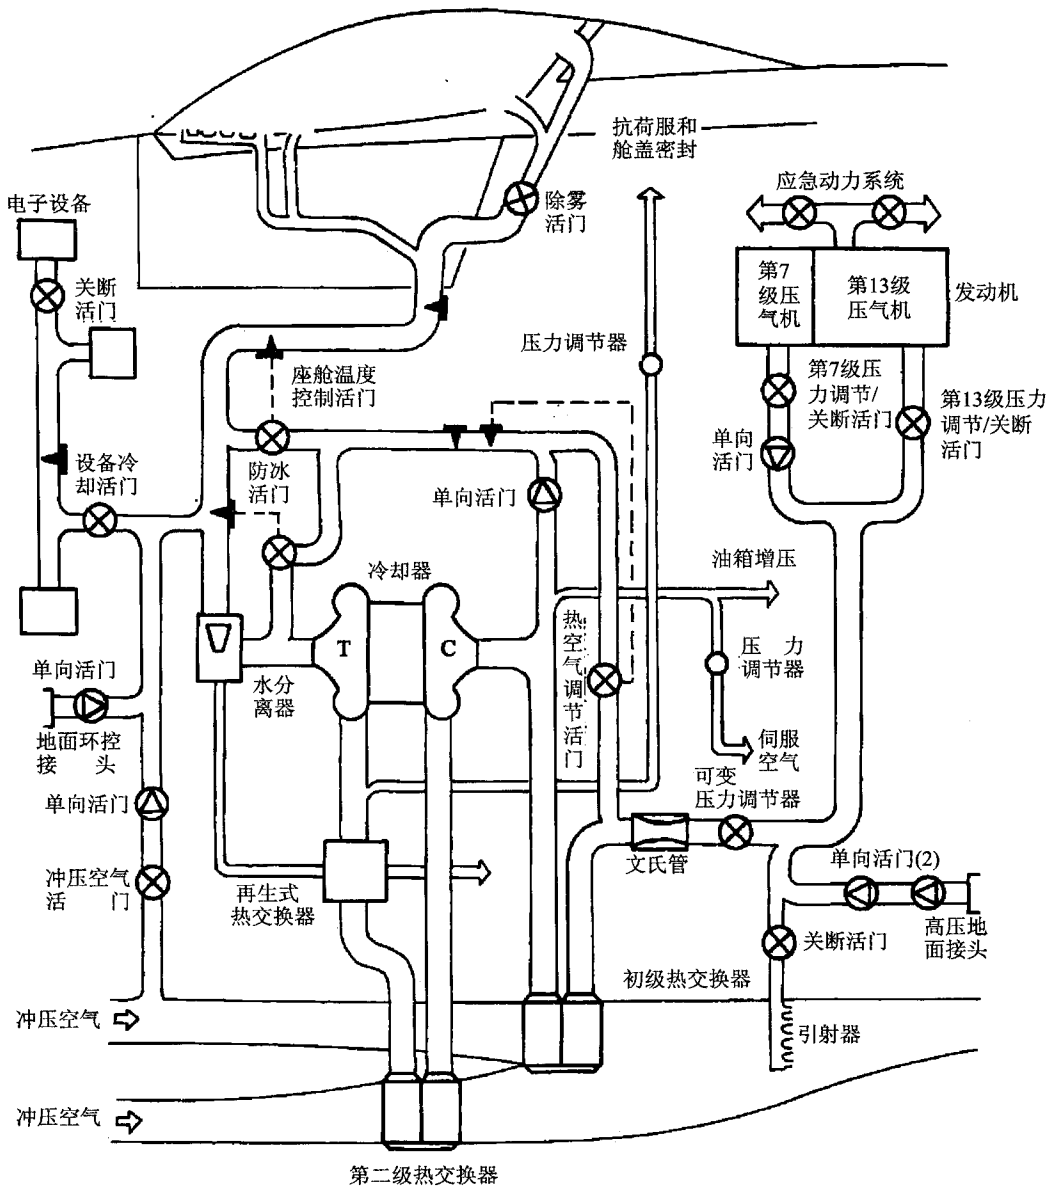 抗荷服和
舱盖密封
应急动力系统
电子设备
除雾
活门
关断
活门
第7
级压
气机
第13级
压气机
发动机
压力调节器
座舱温度
控制活门
第7级压
力调节/
关断活门
第13级压力
调节/关断
活门
单向
活门
设备冷
却活门
防冰
活门
单向活门
冷却器
油箱增压
T
C
热空气调节活门
压 力
调节器
单向活门
水分
离器
地面环控
接 头
伺服
空气
可变
压力调节器
单向活门
文氏管
单向活门(2)
冲压空气
活 门
再生式
热交换器
高压地
面接头
关断活门
初级热交换器
冲压空气
引射器
冲压空气
第二级热交换器